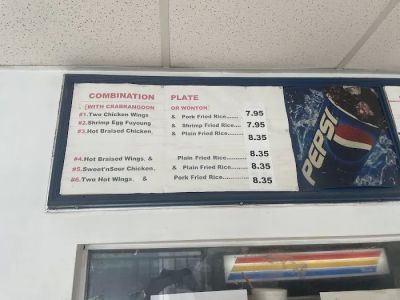 COMBINATION PLATE
[WITH CRABRANGOON OR WONTON]
#1.Two Chicken Wings & Pork Fried Rice.... 7.95
#2.Shrimp Egg Fuyoung & Shrimp Fried Rice.... 7.95
#3.Hot Braised Chicken. & Plain Fried Rice.... 8.35
#4.Hot Braised Wings. & Plain Fried Rice.... 8.35
#5.Sweet'nSour Chicken. & Plain Fried Rice.... 8.35
#6.Two Hot Wings. & Pork Fried Rice.... 8.35
PEPSI